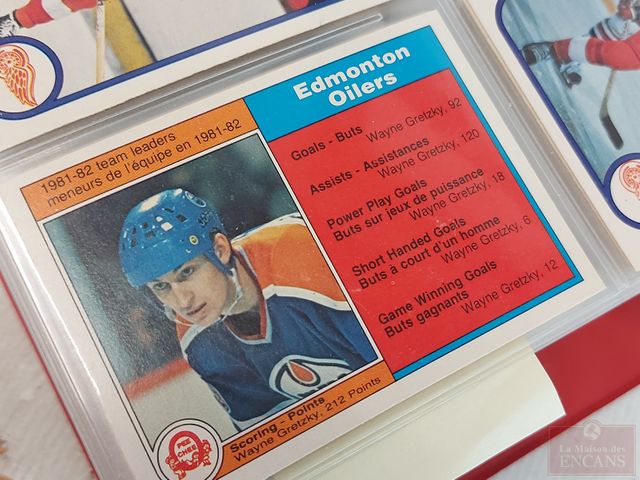 1981-82 team leaders
meneurs de l'équipe en 1981-82
Edmonton
Oilers
Goals - Buts
Wayne Gretzky, 92
Assists - Assistances
Wayne Gretzky, 120
Power Play Goals
Buts sur jeux de puissance
Wayne Gretzky, 18
Short Handed Goals
Buts à court d'un homme
Wayne Gretzky, 6
Game Winning Goals
Buts gagnants
Wayne Gretzky, 12
Scoring - Points
Wayne Gretzky, 212 Points
PEE
CHEE
La Maison des
ENCANS